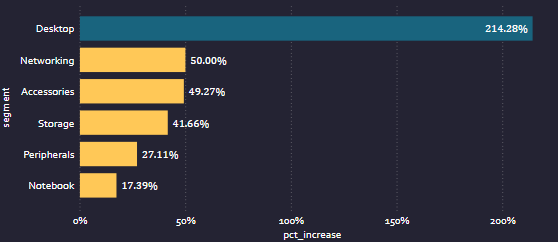 Desktop
214.28%
Networking
50.00%
Accessories
49.27%
Storage
41.66%
Peripherals
27.11%
Notebook
17.39%
segment
0%
50%
100%
150%
200%
pct_increase